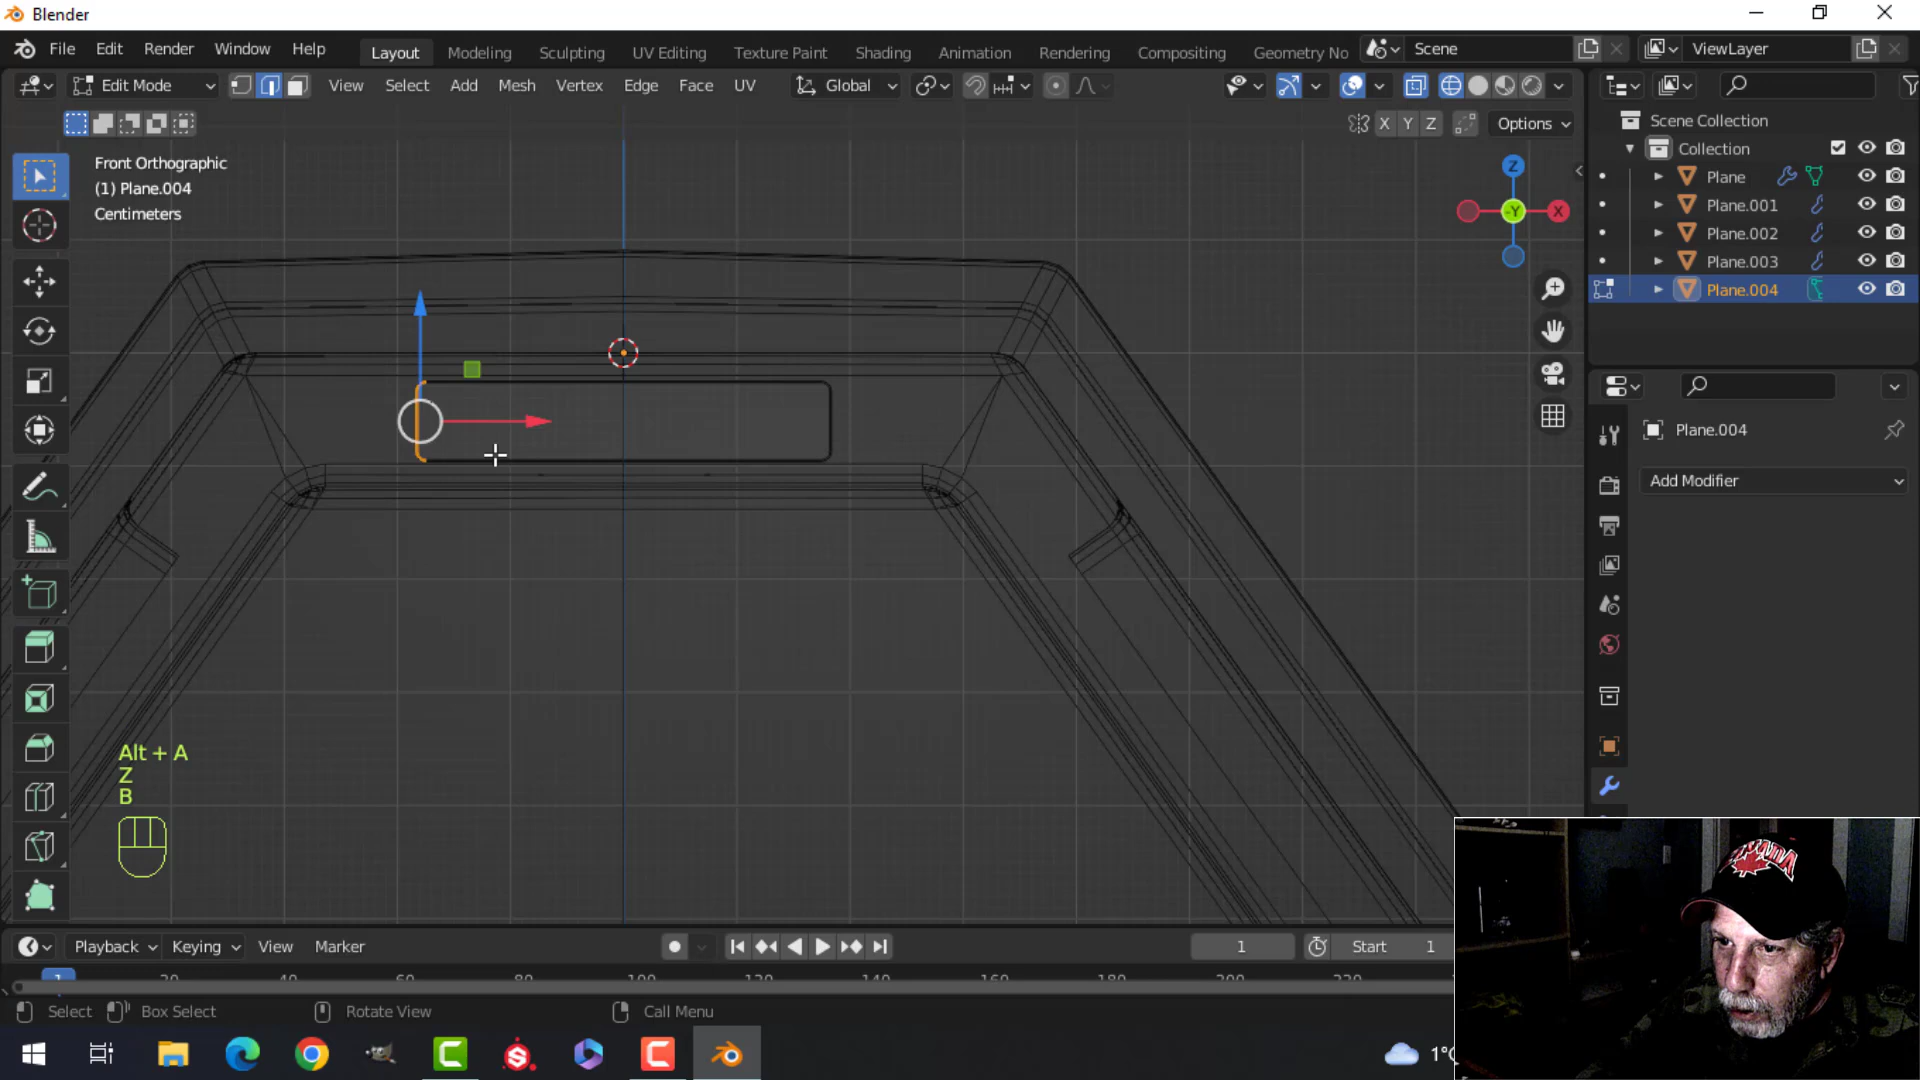 Blender
File Edit Render Window Help Layout Modeling Sculpting UV Editing Texture Paint Shading Animation Rendering Compositing Geometry No Scene ViewLayer
Edit Mode View Select Add Mesh Vertex Edge Face UV Global
X Y Z Options
Front Orthographic
(1) Plane.004
Centimeters
Z
-Y
X
Scene Collection
Collection
Plane
Plane.001
Plane.002
Plane.003
Plane.004
Plane.004
Add Modifier
Alt + A
Z
B
Playback Keying View Marker 1 Start 1
1
Select Box Select Rotate View Call Menu
CANADA